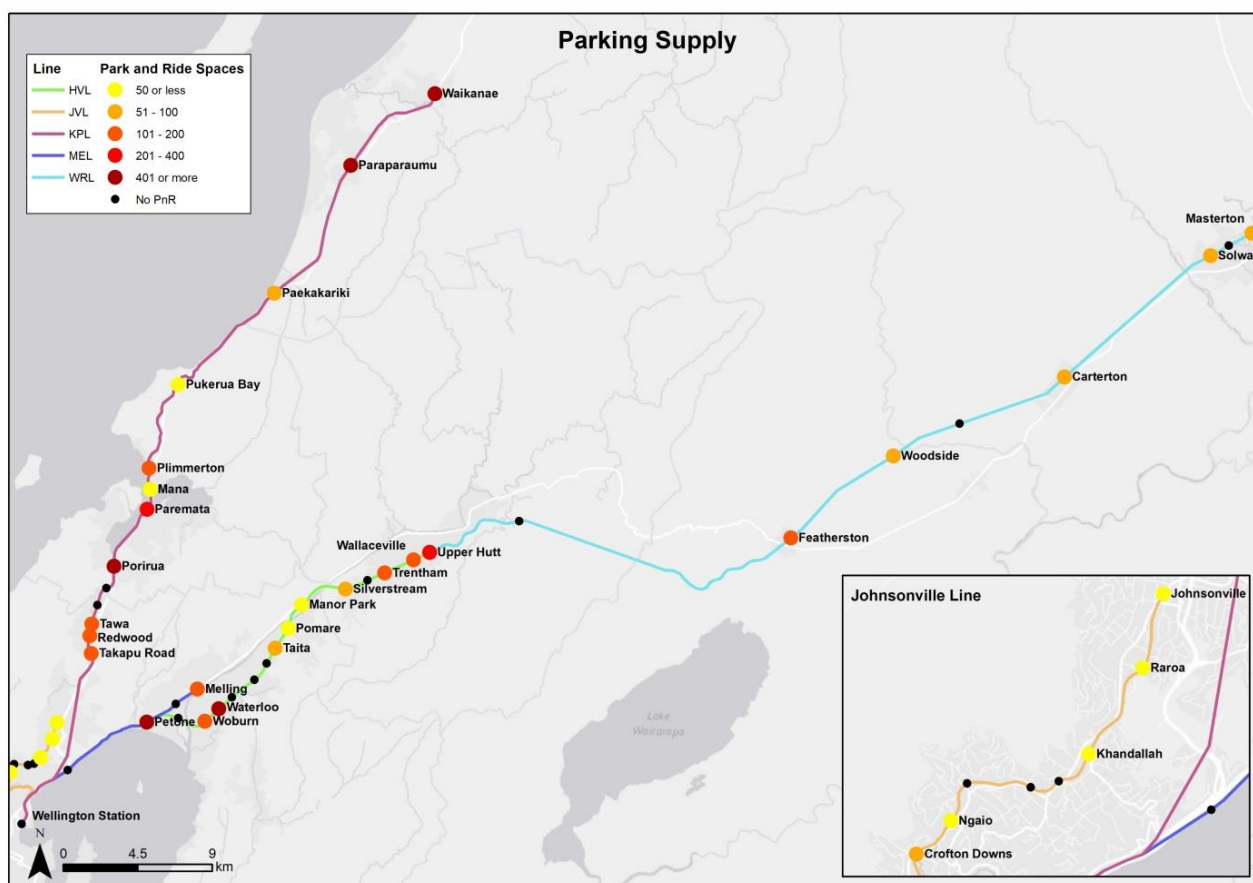 Parking Supply
Line Park and Ride Spaces
HVL 50 or less
JVL 51 - 100
KPL 101 - 200
MEL 201 - 400
WRL 401 or more
No PnR
Waikanae
Paraparaumu
Masterton
Solwa
Paekakariki
Carterton
Pukerua Bay
Woodside
Plimmerton
Mana
Paremata
Featherston
Wallaceville
Upper Hutt
Porirua
Trentham
Silverstream
Manor Park
Tawa
Pomare
Redwood
Taita
Takapu Road
Melling
Waterloo
Petone
Woburn
Lake
Wairarapa
Wellington Station
N
0 4.5 9
km
Johnsonville Line
Johnsonville
Raroa
Khandallah
Ngaio
Crofton Downs